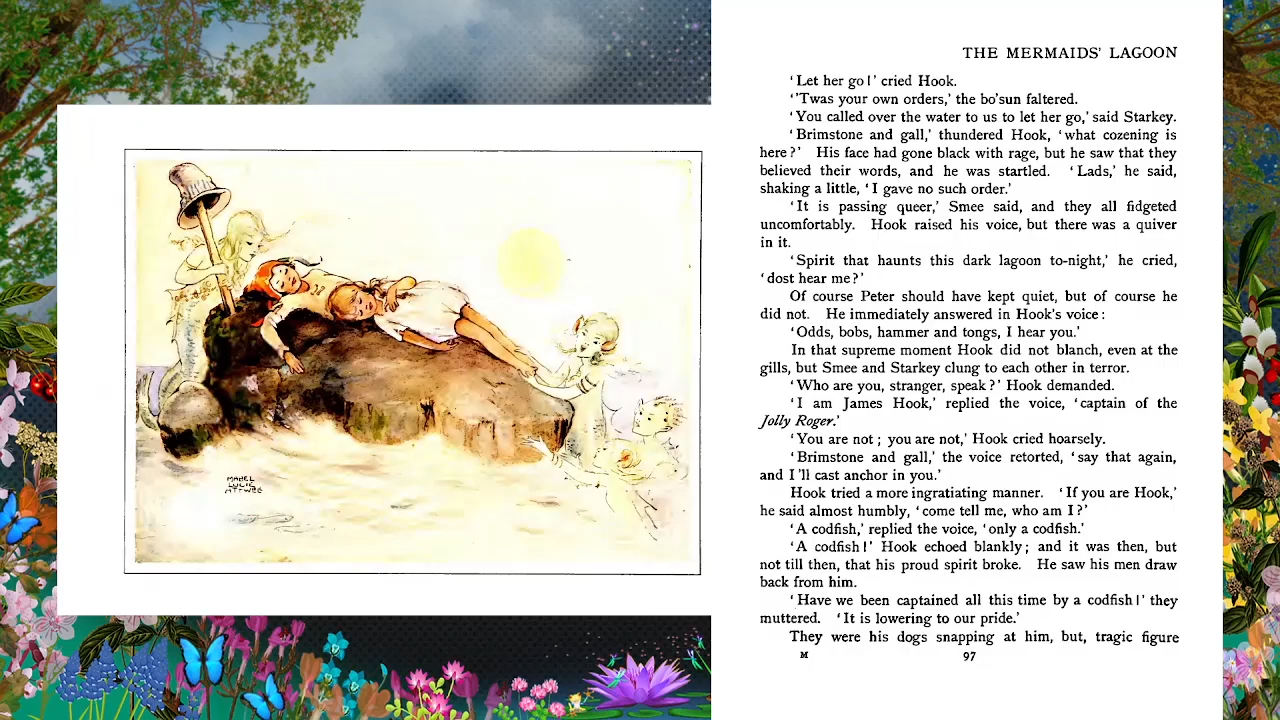 MABEL
LUCIE
ATTWELL
THE MERMAIDS' LAGOON
'Let her go!' cried Hook.
''Twas your own orders,' the bo'sun faltered.
'You called over the water to us to let her go,' said Starkey.
'Brimstone and gall,' thundered Hook, 'what cozening is
here?' His face had gone black with rage, but he saw that they
believed their words, and he was startled. 'Lads,' he said,
shaking a little, 'I gave no such order.'
'It is passing queer,' Smee said, and they all fidgeted
uncomfortably. Hook raised his voice, but there was a quiver
in it.
'Spirit that haunts this dark lagoon to-night,' he cried,
'dost hear me?'
Of course Peter should have kept quiet, but of course he
did not. He immediately answered in Hook's voice:
'Odds, bobs, hammer and tongs, I hear you.'
In that supreme moment Hook did not blanch, even at the
gills, but Smee and Starkey clung to each other in terror.
'Who are you, stranger, speak?' Hook demanded.
'I am James Hook,' replied the voice, 'captain of the
Jolly Roger.'
'You are not; you are not,' Hook cried hoarsely.
'Brimstone and gall,' the voice retorted, 'say that again,
and I'll cast anchor in you.'
Hook tried a more ingratiating manner. 'If you are Hook,'
he said almost humbly, 'come tell me, who am I?'
'A codfish,' replied the voice, 'only a codfish.'
'A codfish!' Hook echoed blankly; and it was then, but
not till then, that his proud spirit broke. He saw his men draw
back from him.
'Have we been captained all this time by a codfish!' they
muttered. 'It is lowering to our pride.'
They were his dogs snapping at him, but, tragic figure
M 97